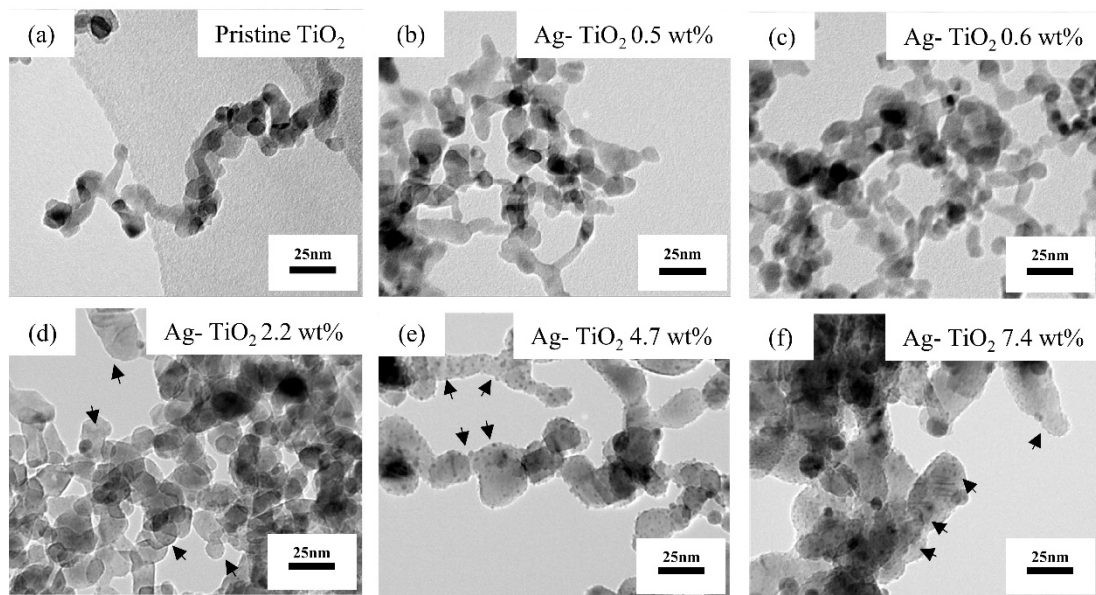 (a) Pristine TiO₂
25nm
(b) Ag- TiO₂ 0.5 wt%
25nm
(c) Ag- TiO₂ 0.6 wt%
25nm
(d) Ag- TiO₂ 2.2 wt%
25nm
(e) Ag- TiO₂ 4.7 wt%
25nm
(f) Ag- TiO₂ 7.4 wt%
25nm